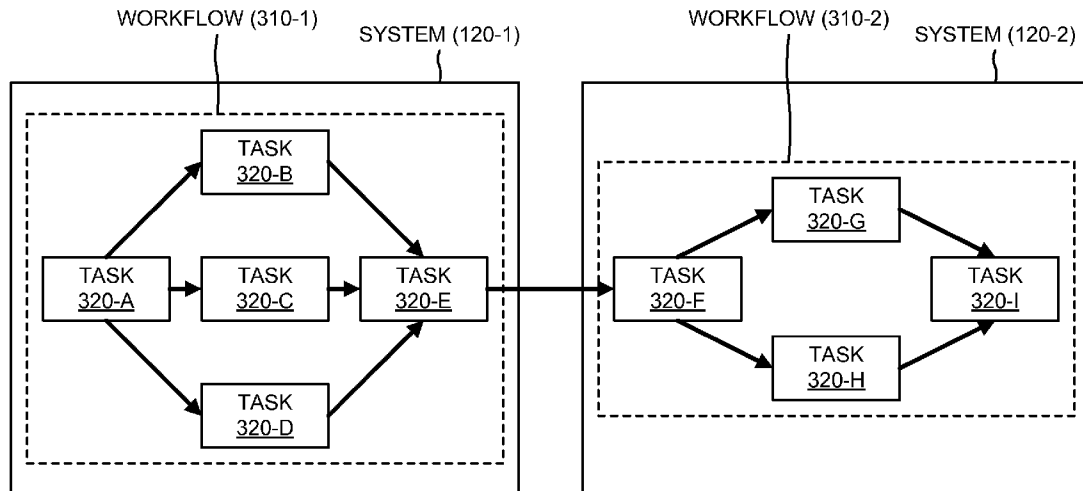 WORKFLOW (310-1)
SYSTEM (120-1)
WORKFLOW (310-2)
SYSTEM (120-2)
TASK
320-B
TASK
320-A
TASK
320-C
TASK
320-E
TASK
320-D
TASK
320-G
TASK
320-F
TASK
320-I
TASK
320-H